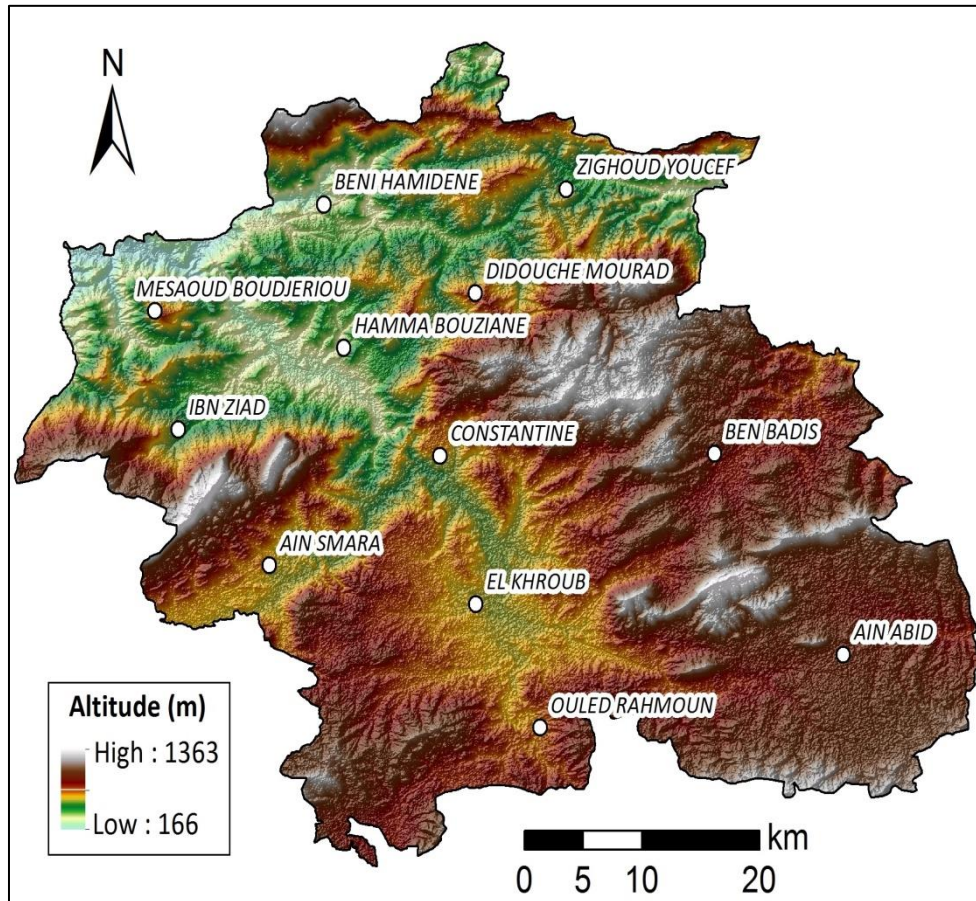 N
ZIGHOUD YOUCEF
BENI HAMIDENE
DIDOUCHE MOURAD
MESAOUD BOUDJERIOU
HAMMA BOUZIANE
IBN ZIAD
CONSTANTINE
BEN BADIS
AIN SMARA
EL KHROUB
AIN ABID
OULED RAHMOUN
Altitude (m)
High : 1363
Low : 166
km
0 5 10 20